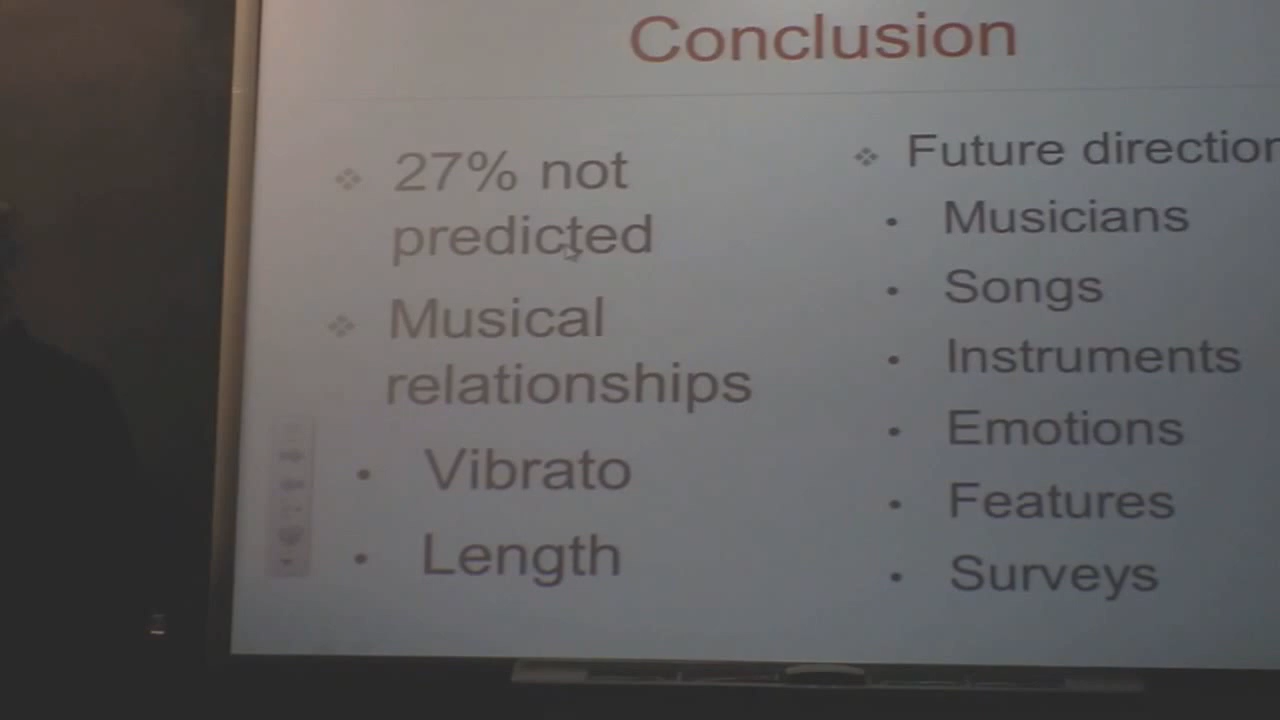 Conclusion
27% not
predicted
Musical
relationships
Vibrato
Length
Future direction
Musicians
Songs
Instruments
Emotions
Features
Surveys